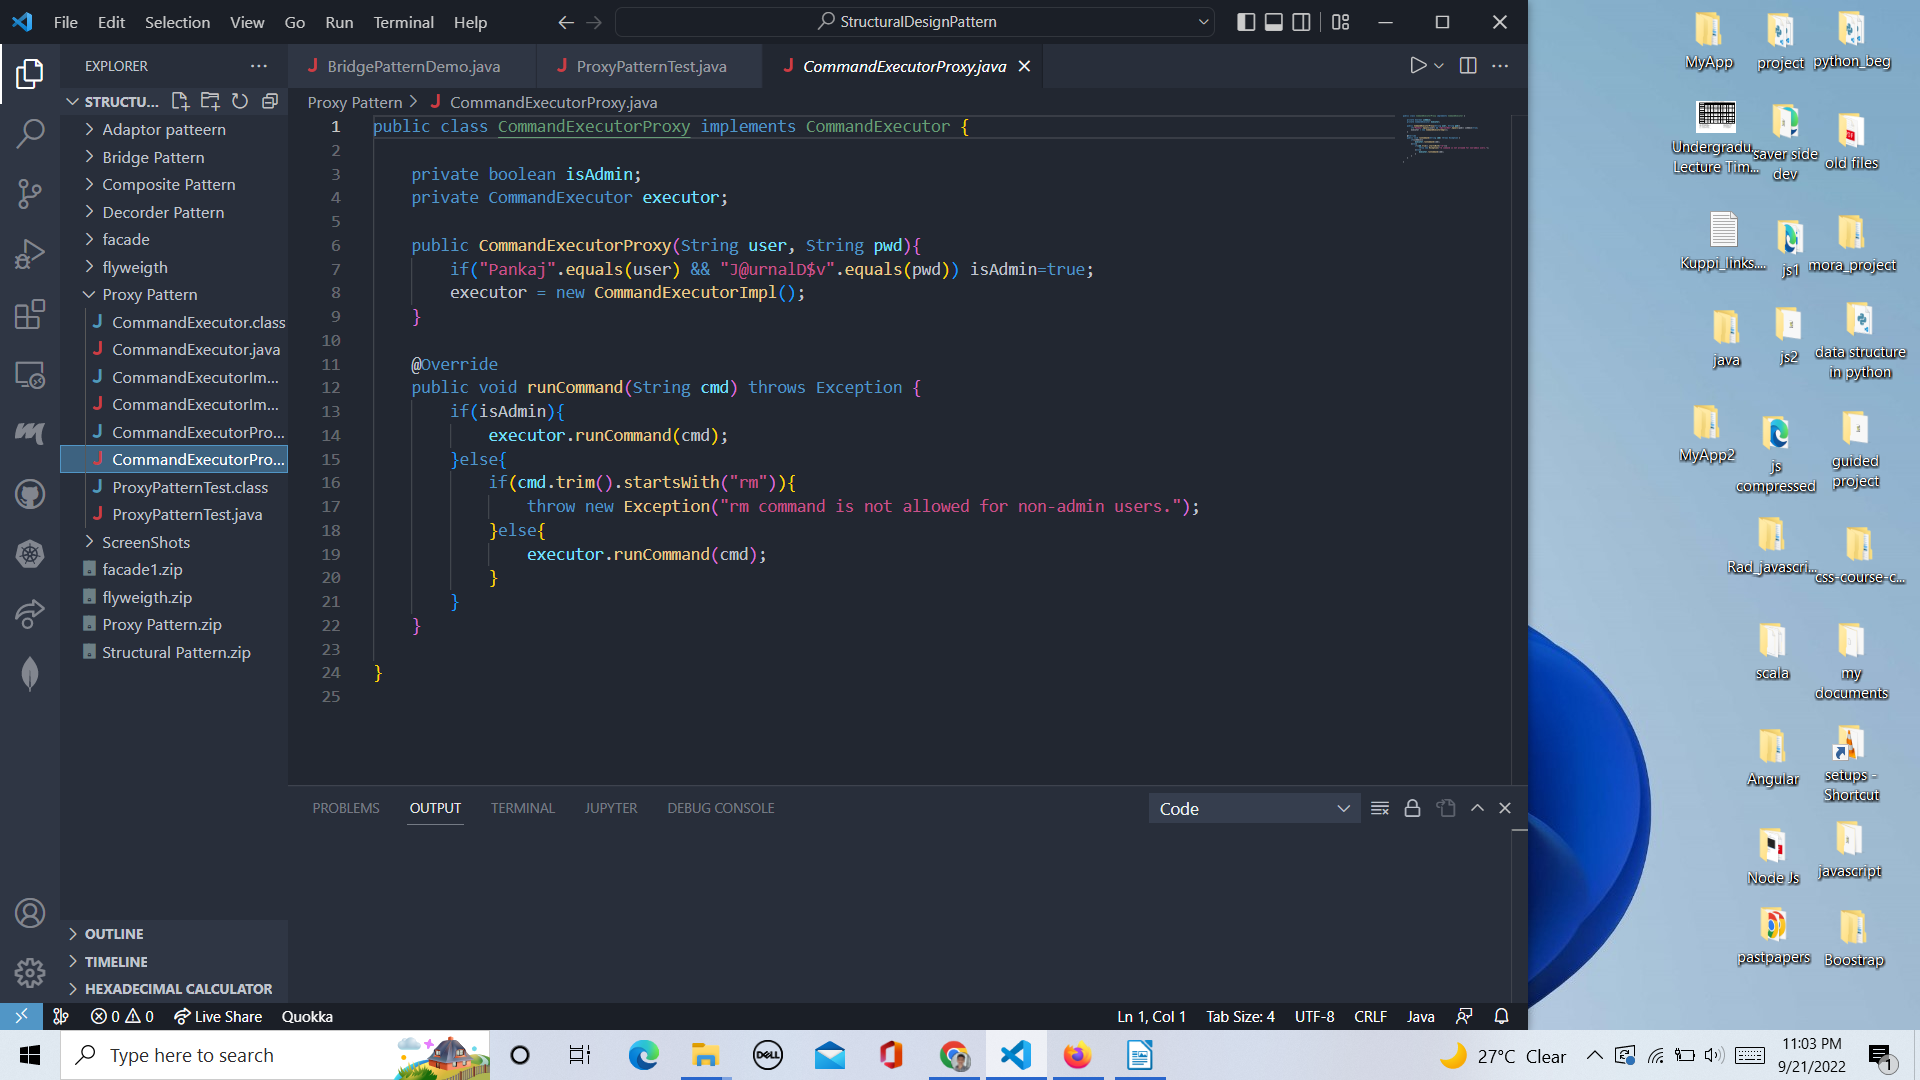 File Edit Selection View Go Run Terminal Help
StructuralDesignPattern
EXPLORER
STRUCTU...
Adaptor patteern
Bridge Pattern
Composite Pattern
Decorder Pattern
facade
flyweigth
Proxy Pattern
CommandExecutor.class
CommandExecutor.java
CommandExecutorIm...
CommandExecutorIm...
CommandExecutorPro...
CommandExecutorPro...
ProxyPatternTest.class
ProxyPatternTest.java
ScreenShots
facade1.zip
flyweigth.zip
Proxy Pattern.zip
Structural Pattern.zip
OUTLINE
TIMELINE
HEXADECIMAL CALCULATOR
BridgePatternDemo.java ProxyPatternTest.java CommandExecutorProxy.java
Proxy Pattern > CommandExecutorProxy.java
1 public class CommandExecutorProxy implements CommandExecutor {
2
3 private boolean isAdmin;
4 private CommandExecutor executor;
5
6 public CommandExecutorProxy(String user, String pwd){
7 if("Pankaj".equals(user) && "J@urnalD$v".equals(pwd)) isAdmin=true;
8 executor = new CommandExecutorImpl();
9 }
10
11 @Override
12 public void runCommand(String cmd) throws Exception {
13 if(isAdmin){
14 executor.runCommand(cmd);
15 }else{
16 if(cmd.trim().startsWith("rm")){
17 throw new Exception("rm command is not allowed for non-admin users.");
18 }else{
19 executor.runCommand(cmd);
20 }
21 }
22 }
23
24 }
25
PROBLEMS OUTPUT TERMINAL JUPYTER DEBUG CONSOLE
Code
0 0 Live Share Quokka
Ln 1, Col 1 Tab Size: 4 UTF-8 CRLF Java
MyApp project python_beg
Undergradu...
Lecture Tim...
saver side
dev
old files
Kuppi_links....
js1
mora_project
java
js2
data structure
in python
MyApp2
js
compressed
guided
project
Rad_javascri...
css-course-c...
scala
my
documents
Angular
setups -
Shortcut
Node Js
javascript
pastpapers
Boostrap
Type here to search
DELL
27°C Clear
11:03 PM
9/21/2022
1